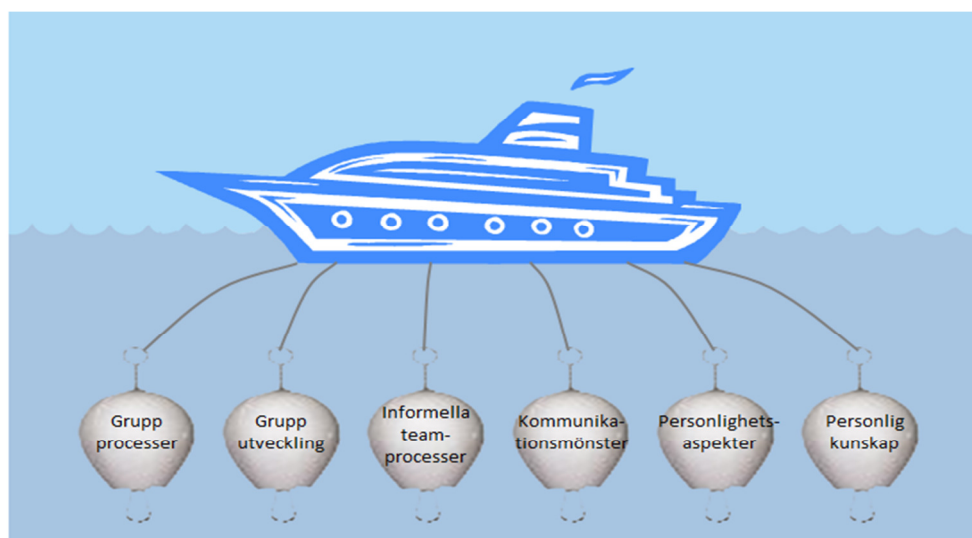 Grupp
processer
Grupp
utveckling
Informella
team-
processer
Kommunika-
tionsmönster
Personlighets-
aspekter
Personlig
kunskap